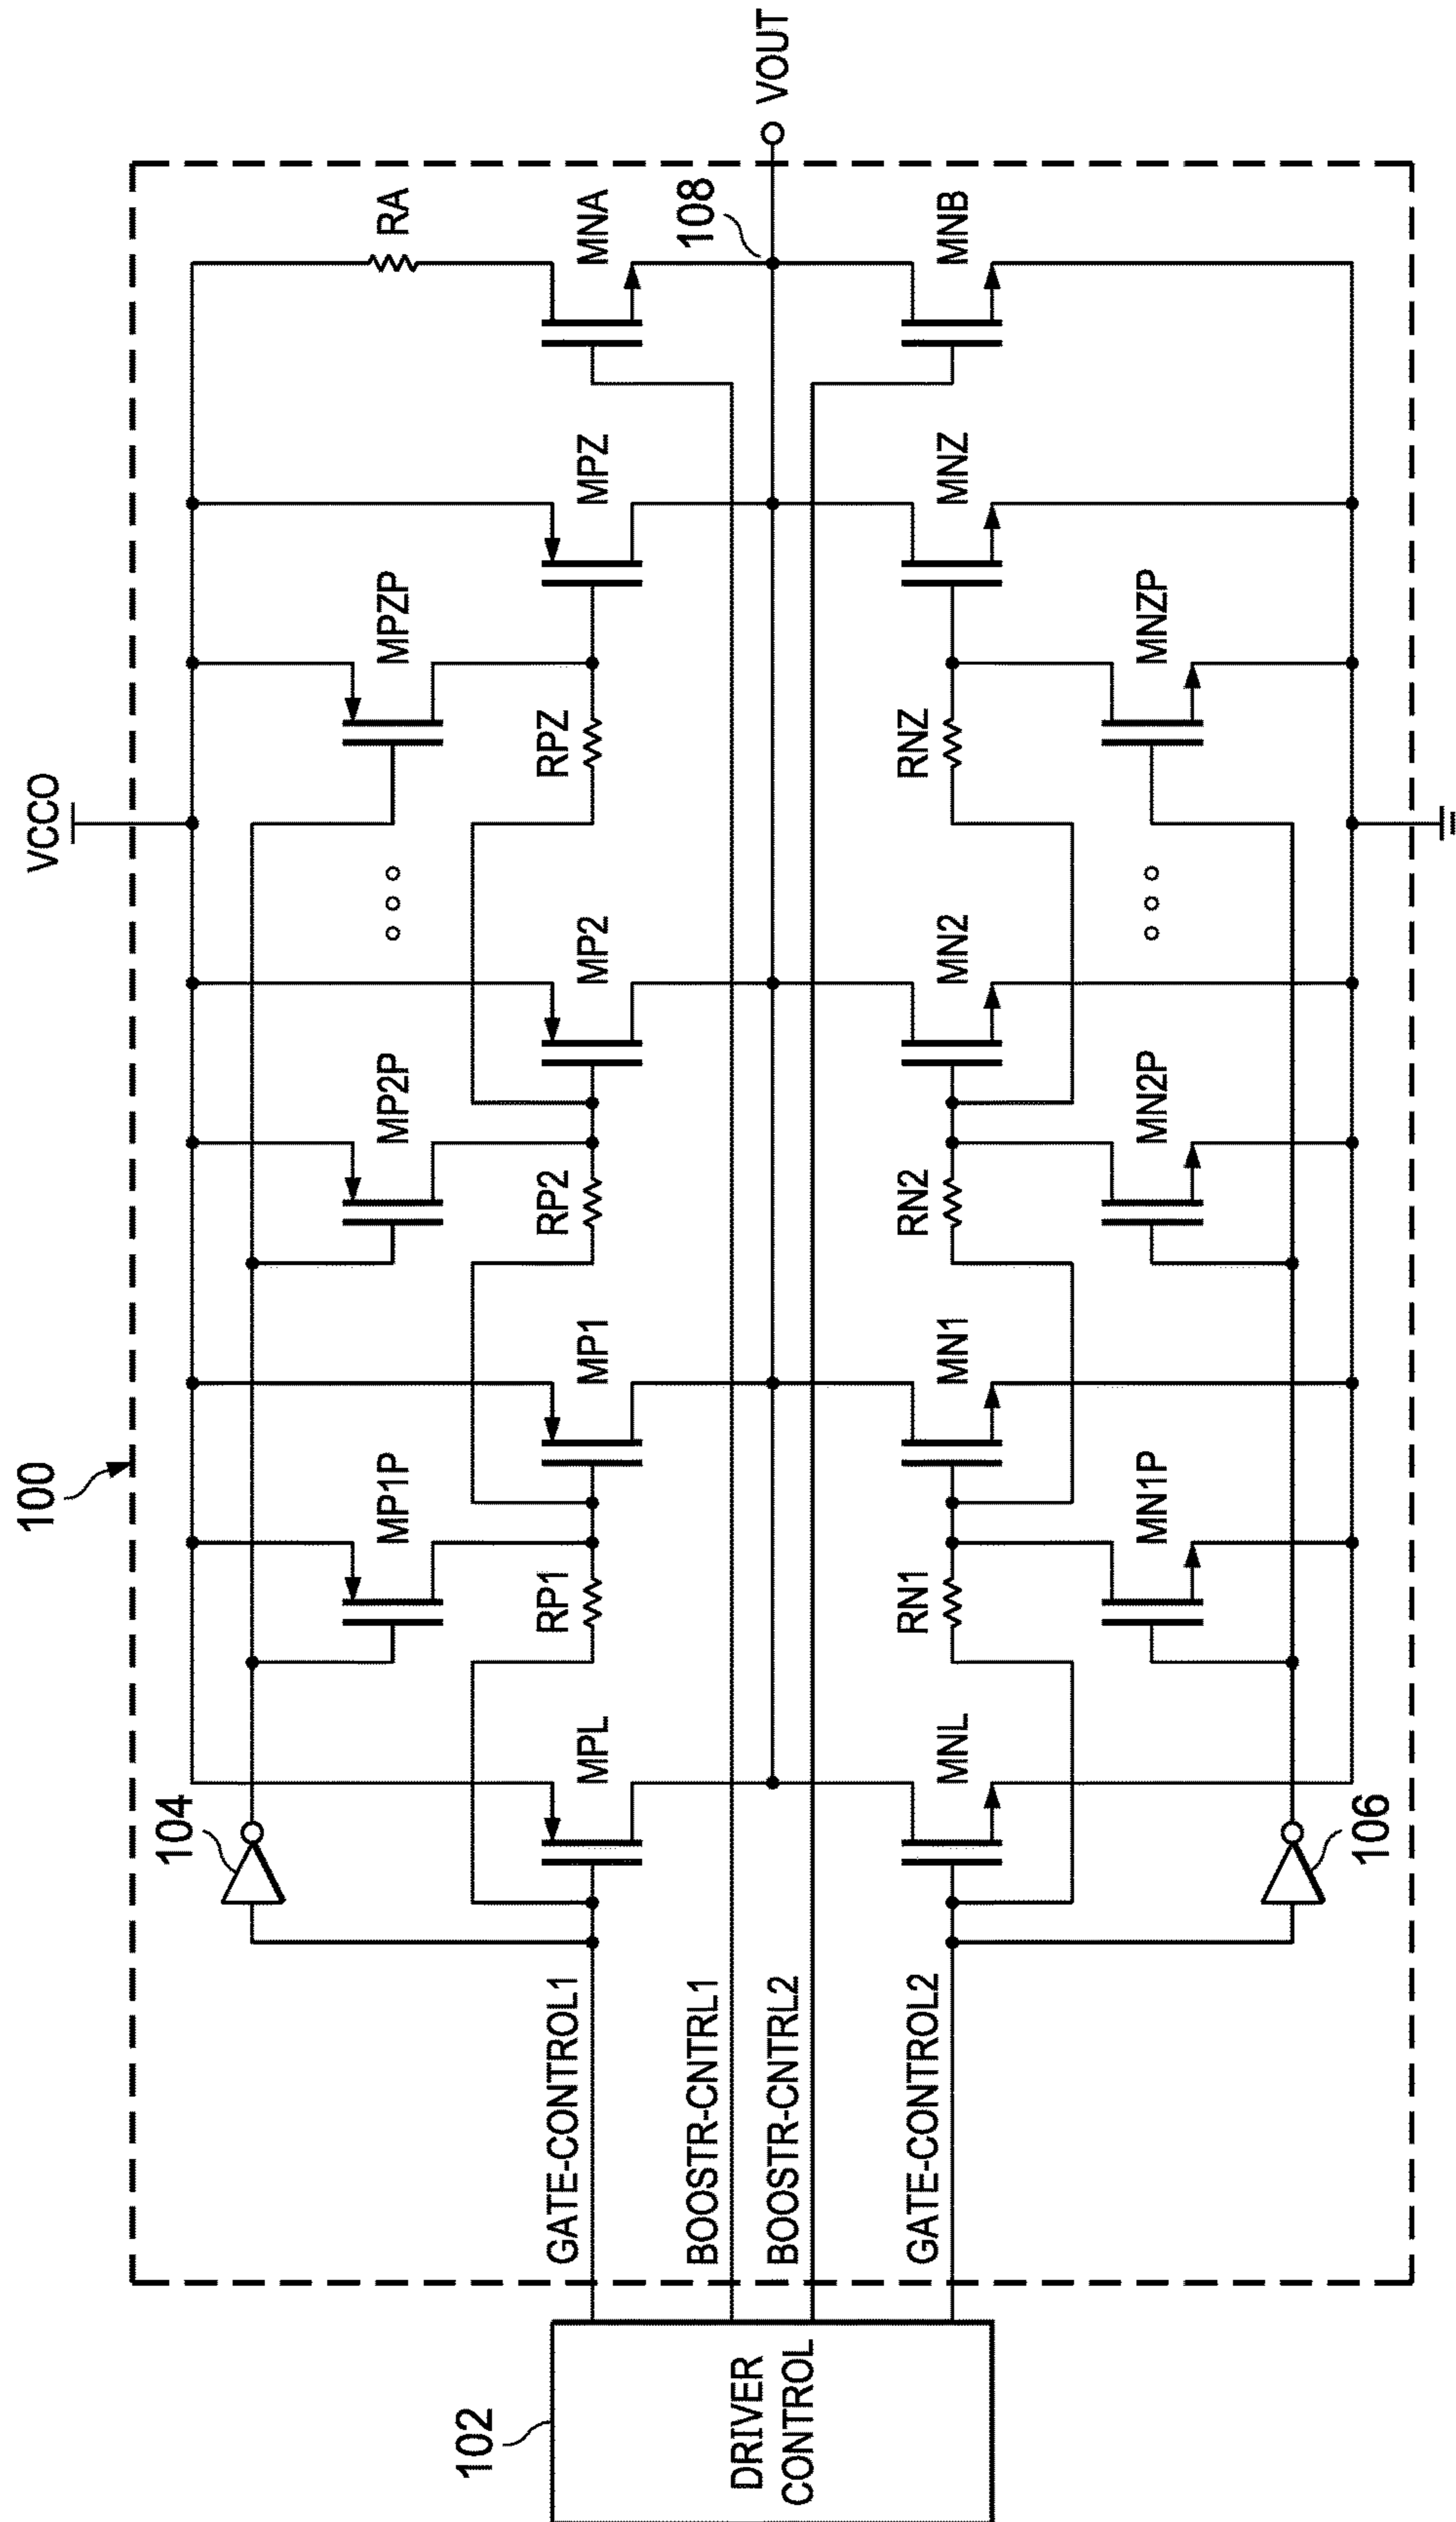 100
VCCO
104
MP1P
MP2P
MPZP
RA
RP1
RP2
RPZ
MPL
MP1
MP2
MPZ
MNA
GATE-CONTROL1
BOOSTR-CNTRL1
108
VOUT
102
DRIVER
CONTROL
BOOSTR-CNTRL2
GATE-CONTROL2
RN1
RN2
RNZ
MNL
MN1
MN2
MNZ
MNB
MN1P
MN2P
MNZP
106